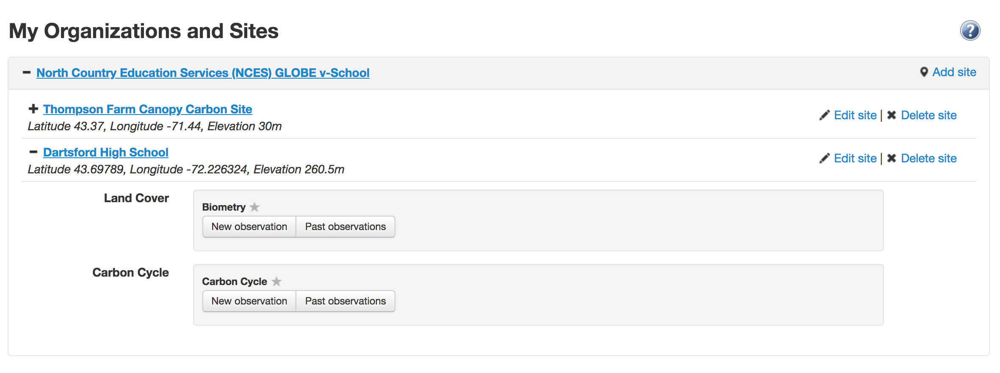 My Organizations and Sites
North Country Education Services (NCES) GLOBE v-School
Add site
Thompson Farm Canopy Carbon Site
Latitude 43.37, Longitude -71.44, Elevation 30m
Edit site | Delete site
Dartsford High School
Latitude 43.69789, Longitude -72.226324, Elevation 260.5m
Edit site | Delete site
Land Cover
Biometry
New observation Past observations
Carbon Cycle
Carbon Cycle
New observation Past observations